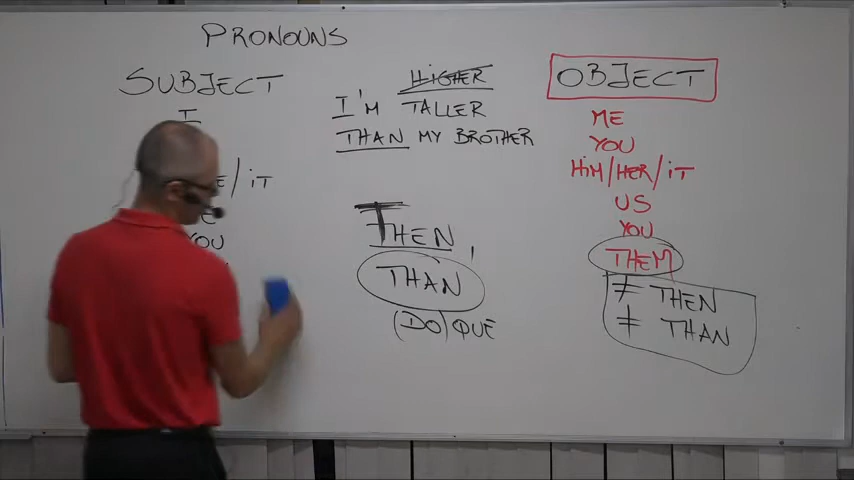 PRONOUNS
SUBJECT
I
/IT
YOU
HIGHER
I'M TALLER
THAN MY BROTHER
THEN,
THAN
(DO) QUE
OBJECT
ME
YOU
HIM/HER/IT
US
YOU
THEM
≠ THEN
≠ THAN